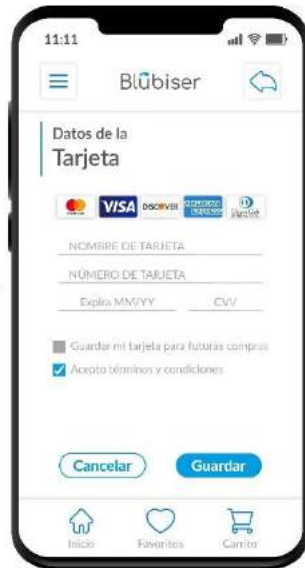 11:11
Blūbiser
Datos de la
Tarjeta
VISA DISCOVER
NOMBRE DE TARJETA
NÚMERO DE TARJETA
Expira MM/YY CVV
Guardar mi tarjeta para futuras compras
Acepto términos y condiciones
Cancelar Guardar
Inicio Favoritos Carrito